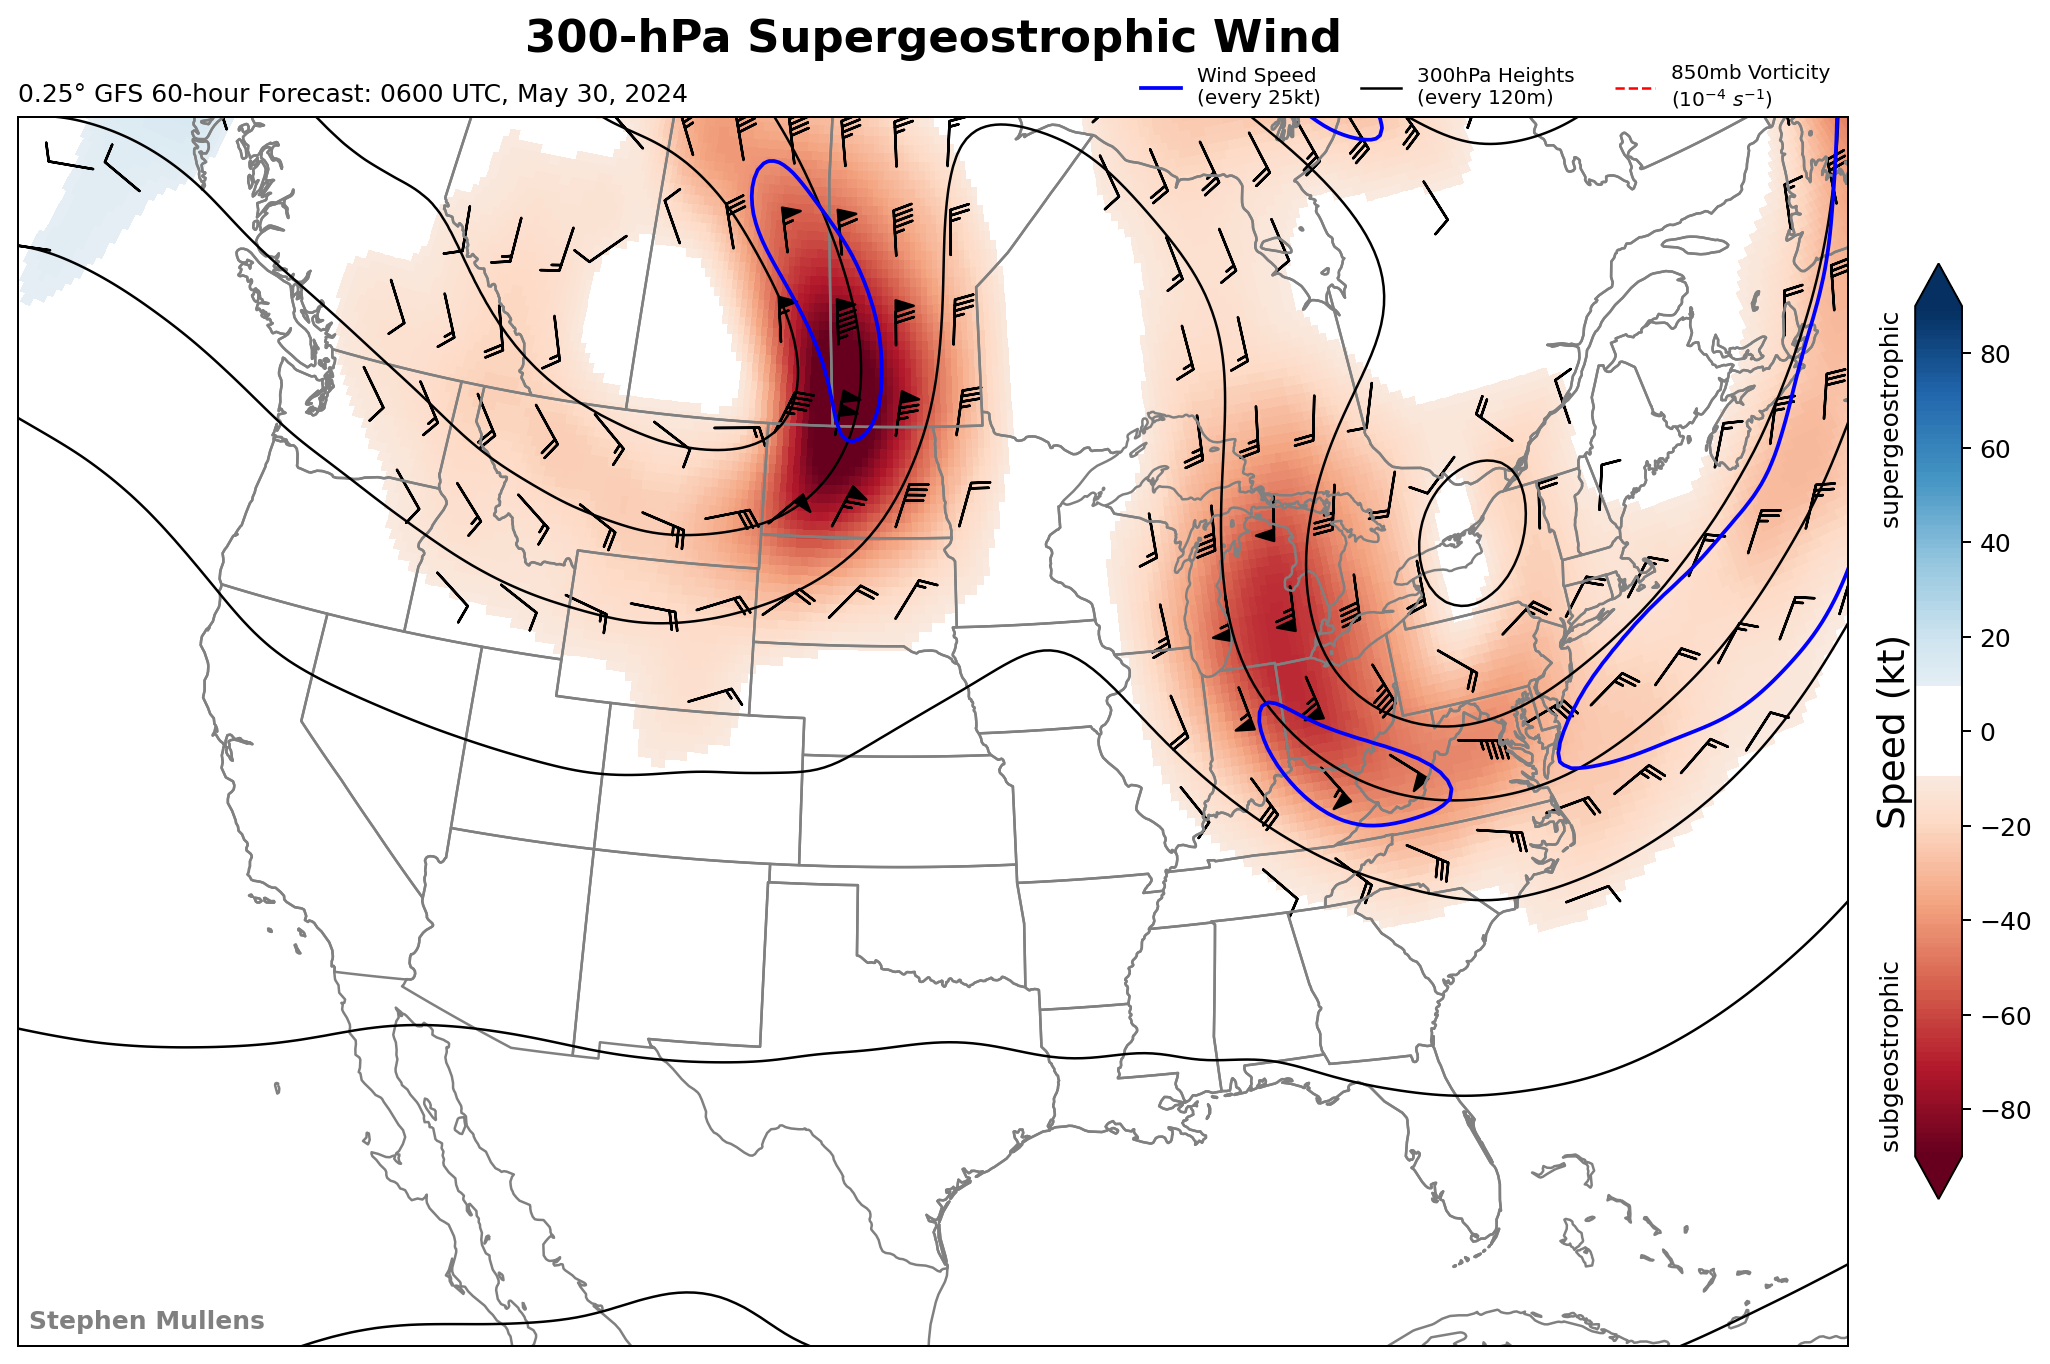 300-hPa Supergeostrophic Wind
0.25° GFS 60-hour Forecast: 0600 UTC, May 30, 2024
Wind Speed
(every 25kt)
300hPa Heights
(every 120m)
850mb Vorticity
(10⁻⁴ s⁻¹)
supergeostrophic
subgeostrophic
Speed (kt)
80
60
40
20
0
−20
−40
−60
−80
Stephen Mullens